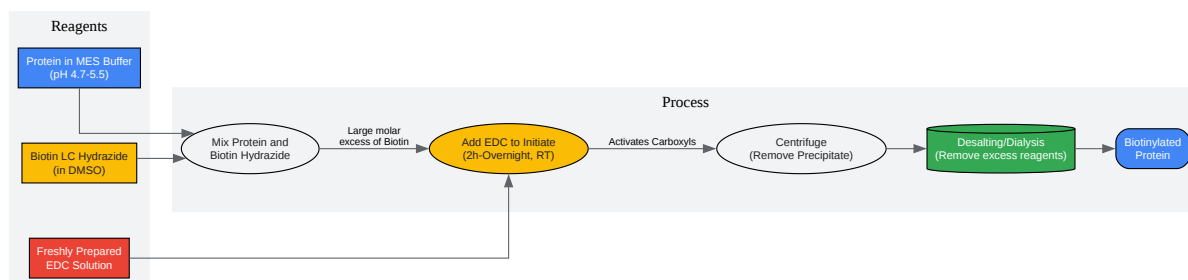 Reagents
Protein in MES Buffer
(pH 4.7-5.5)
Biotin LC Hydrazide
(in DMSO)
Freshly Prepared
EDC Solution
Process
Mix Protein and
Biotin Hydrazide
Large molar
excess of Biotin
Add EDC to Initiate
(2h-Overnight, RT)
Activates Carboxyls
Centrifuge
(Remove Precipitate)
Desalting/Dialysis
(Remove excess reagents)
Biotinylated
Protein